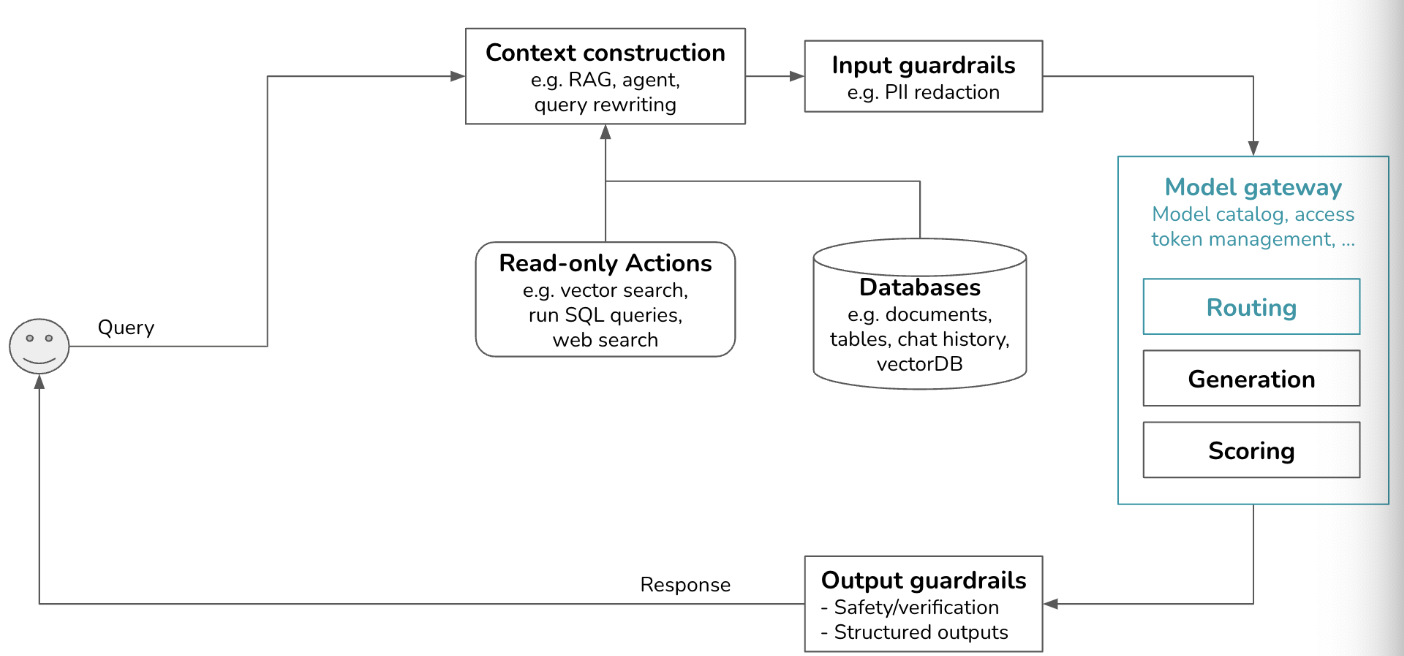 Context construction
e.g. RAG, agent,
query rewriting
Input guardrails
e.g. PII redaction
Model gateway
Model catalog, access
token management, ...
Routing
Generation
Scoring
Read-only Actions
e.g. vector search,
run SQL queries,
web search
Databases
e.g. documents,
tables, chat history,
vectorDB
Query
Response
Output guardrails
- Safety/verification
- Structured outputs